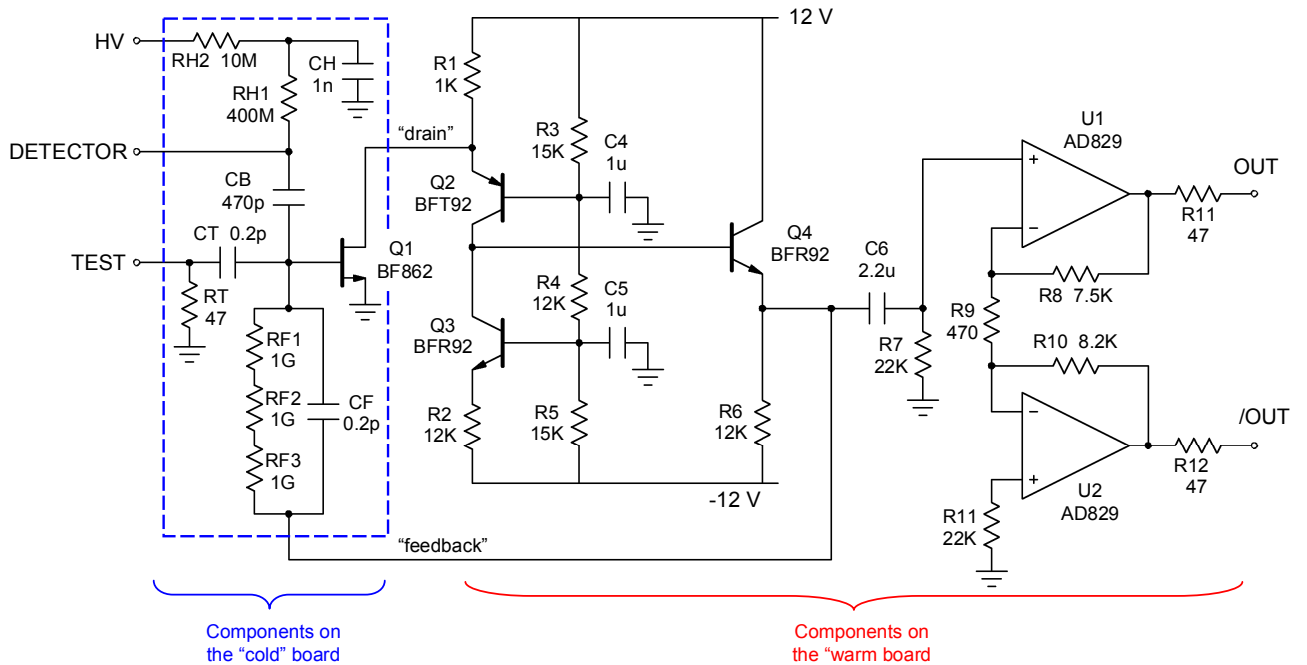 HV
RH2 10M
CH
1n
RH1
400M
DETECTOR
CB
470p
CT 0.2p
TEST
RT
47
Q1
BF862
RF1
1G
RF2
1G
RF3
1G
CF
0.2p
"drain"
"feedback"
12 V
R1
1K
R3
15K
C4
1u
Q2
BFT92
Q4
BFR92
R4
12K
C5
1u
Q3
BFR92
R2
12K
R5
15K
R6
12K
-12 V
C6
2.2u
R7
22K
U1
AD829
+
−
OUT
R11
47
R8 7.5K
R9
470
R10 8.2K
−
+
U2
AD829
/OUT
R12
47
R11
22K
Components on
the "cold" board
Components on
the "warm board